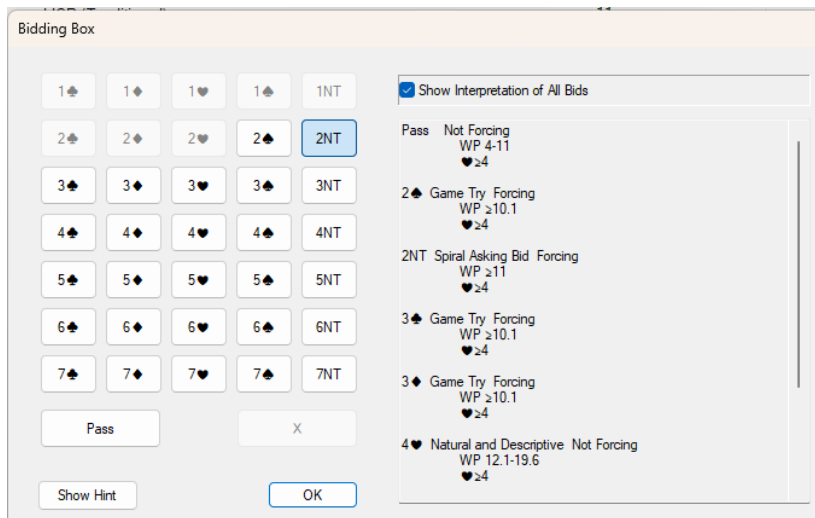 Bidding Box
1♣ 1♦ 1♥ 1♠ 1NT
2♣ 2♦ 2♥ 2♠ 2NT
3♣ 3♦ 3♥ 3♠ 3NT
4♣ 4♦ 4♥ 4♠ 4NT
5♣ 5♦ 5♥ 5♠ 5NT
6♣ 6♦ 6♥ 6♠ 6NT
7♣ 7♦ 7♥ 7♠ 7NT
Pass X
Show Hint OK
Show Interpretation of All Bids
Pass Not Forcing
WP 4-11
♥≥4
2♠ Game Try Forcing
WP ≥10.1
♥≥4
2NT Spiral Asking Bid Forcing
WP ≥11
♥≥4
3♣ Game Try Forcing
WP ≥10.1
♥≥4
3♦ Game Try Forcing
WP ≥10.1
♥≥4
4♥ Natural and Descriptive Not Forcing
WP 12.1-19.6
♥≥4